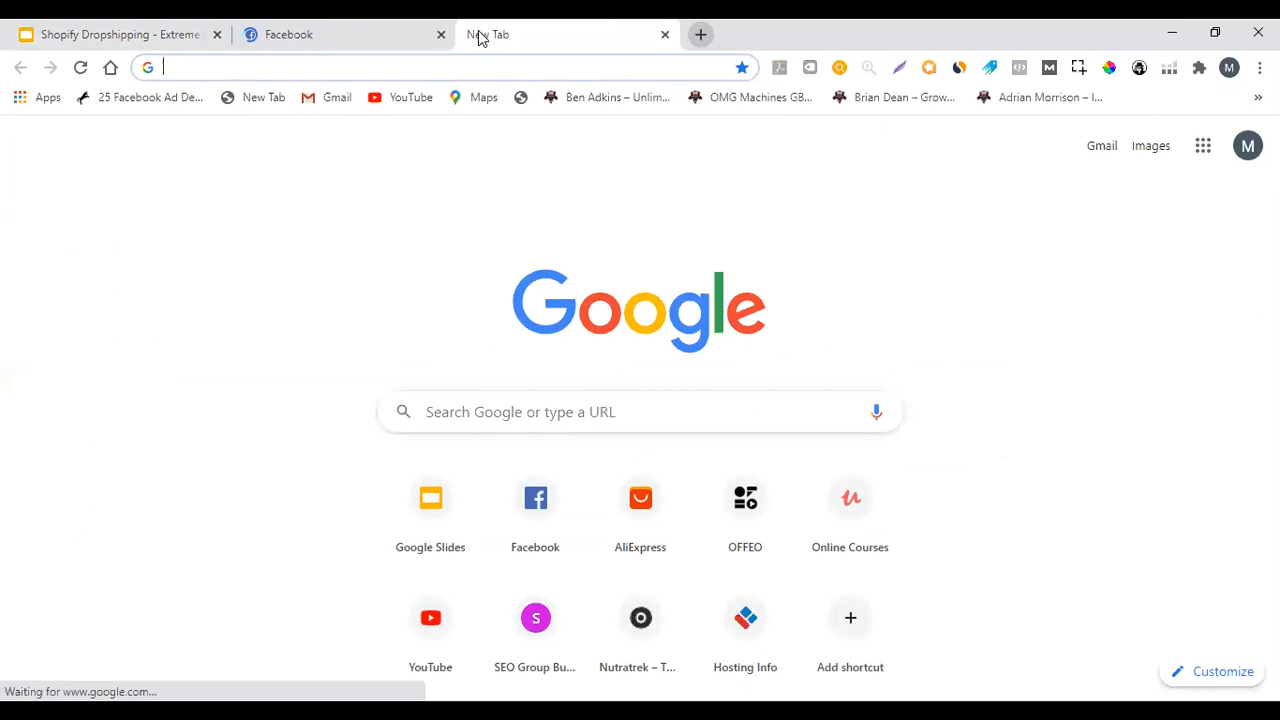 Shopify Dropshipping - Extreme
Facebook
New Tab
Apps
25 Facebook Ad De...
New Tab
Gmail
YouTube
Maps
Ben Adkins – Unlim...
OMG Machines GB...
Brian Dean – Grow...
Adrian Morrison – I...
Gmail
Images
M
Google
Search Google or type a URL
Google Slides
Facebook
AliExpress
OFFEO
Online Courses
YouTube
SEO Group Bu...
Nutratrek – T...
Hosting Info
Add shortcut
Customize
Waiting for www.google.com...